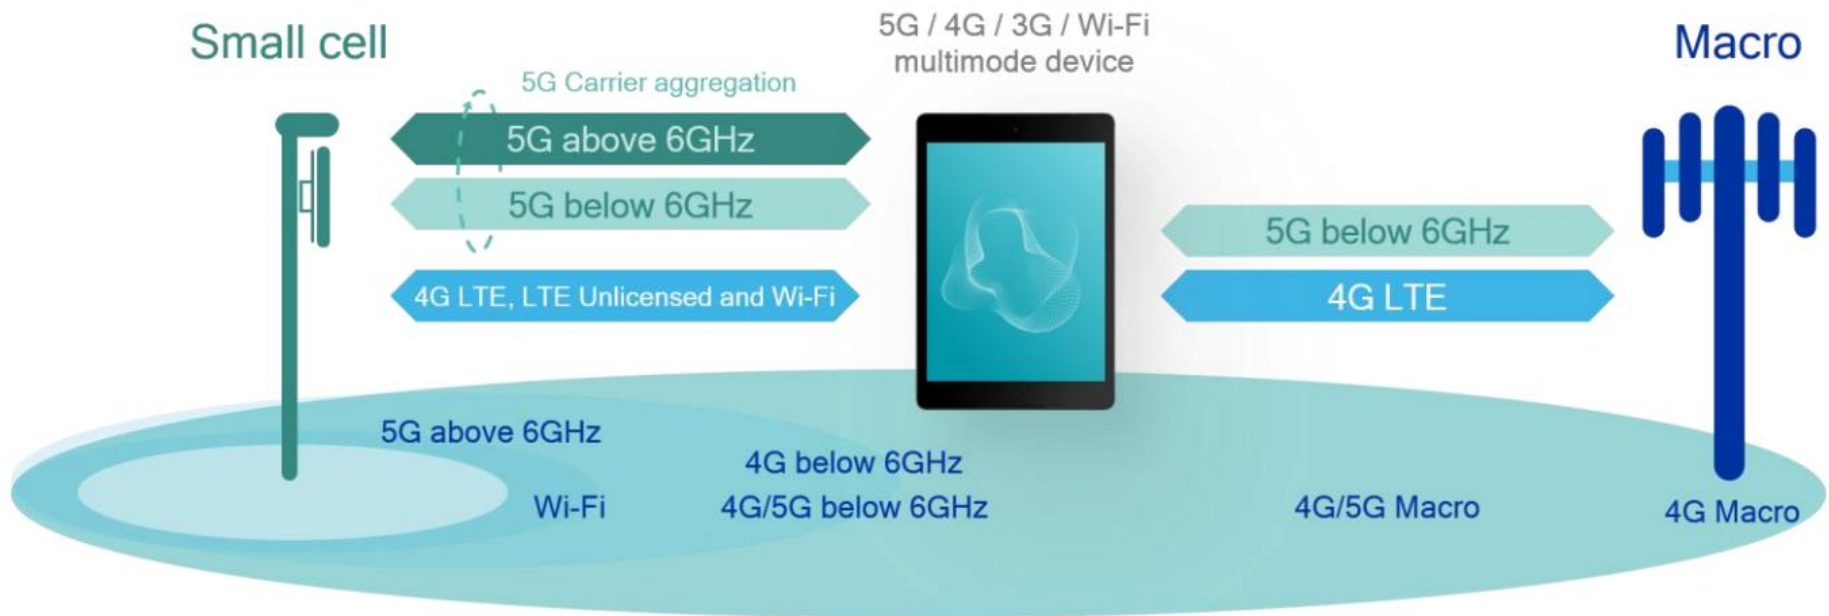 Small cell
5G / 4G / 3G / Wi-Fi
multimode device
Macro
5G Carrier aggregation
5G above 6GHz
5G below 6GHz
4G LTE, LTE Unlicensed and Wi-Fi
5G below 6GHz
4G LTE
5G above 6GHz
4G below 6GHz
Wi-Fi
4G/5G below 6GHz
4G/5G Macro
4G Macro